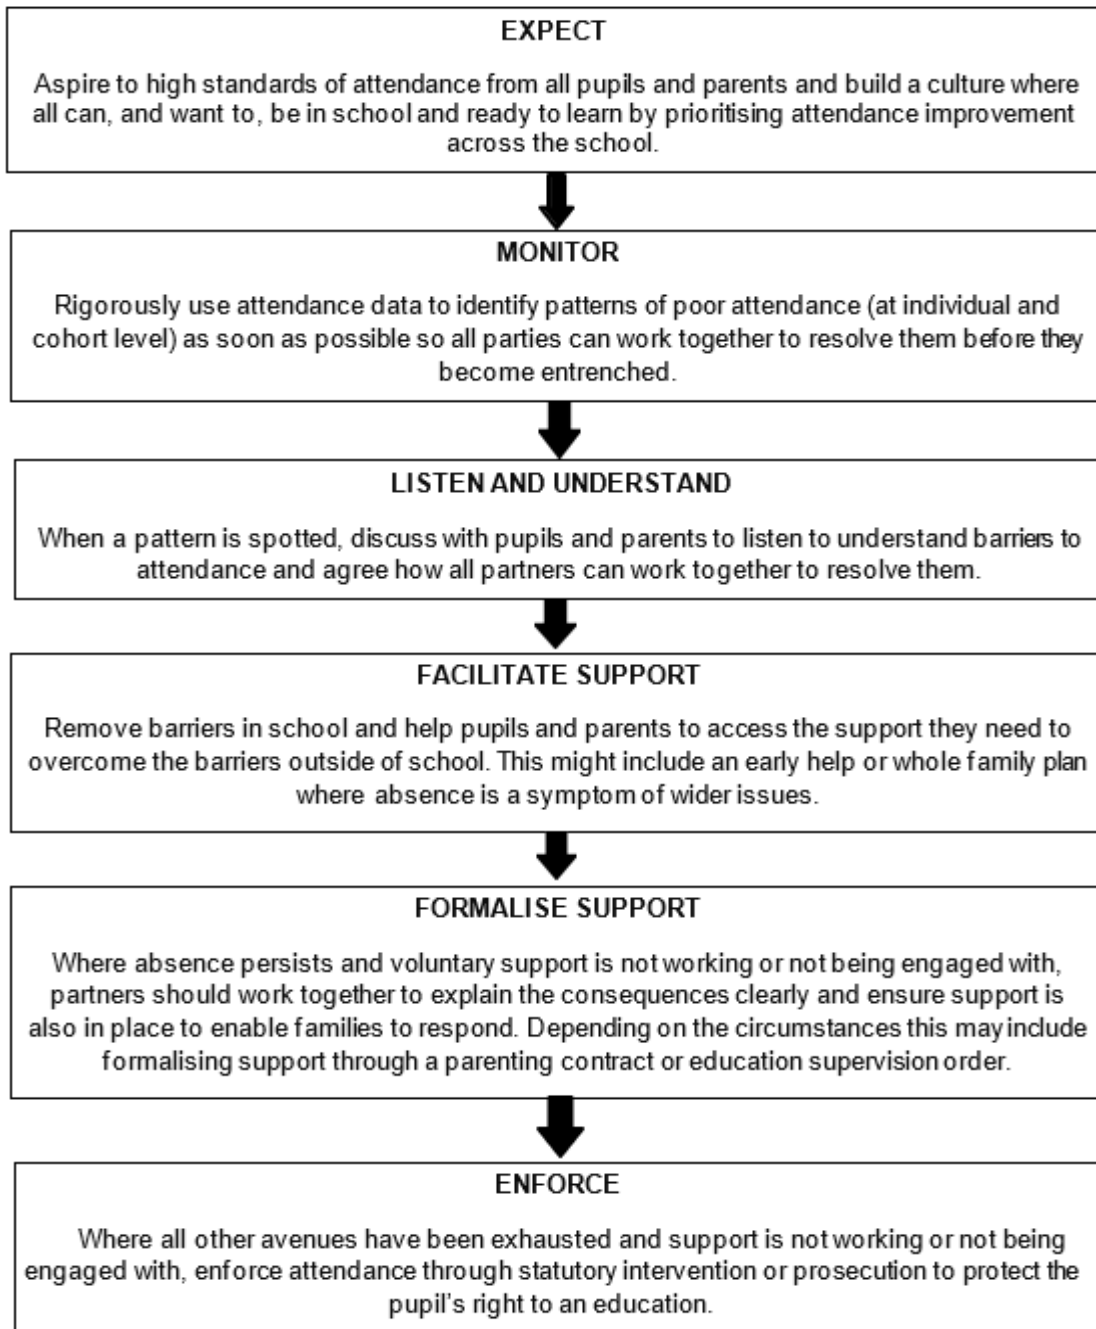 EXPECT
Aspire to high standards of attendance from all pupils and parents and build a culture where
all can, and want to, be in school and ready to learn by prioritising attendance improvement
across the school.
MONITOR
Rigorously use attendance data to identify patterns of poor attendance (at individual and
cohort level) as soon as possible so all parties can work together to resolve them before they
become entrenched.
LISTEN AND UNDERSTAND
When a pattern is spotted, discuss with pupils and parents to listen to understand barriers to
attendance and agree how all partners can work together to resolve them.
FACILITATE SUPPORT
Remove barriers in school and help pupils and parents to access the support they need to
overcome the barriers outside of school. This might include an early help or whole family plan
where absence is a symptom of wider issues.
FORMALISE SUPPORT
Where absence persists and voluntary support is not working or not being engaged with,
partners should work together to explain the consequences clearly and ensure support is
also in place to enable families to respond. Depending on the circumstances this may include
formalising support through a parenting contract or education supervision order.
ENFORCE
Where all other avenues have been exhausted and support is not working or not being
engaged with, enforce attendance through statutory intervention or prosecution to protect the
pupil's right to an education.